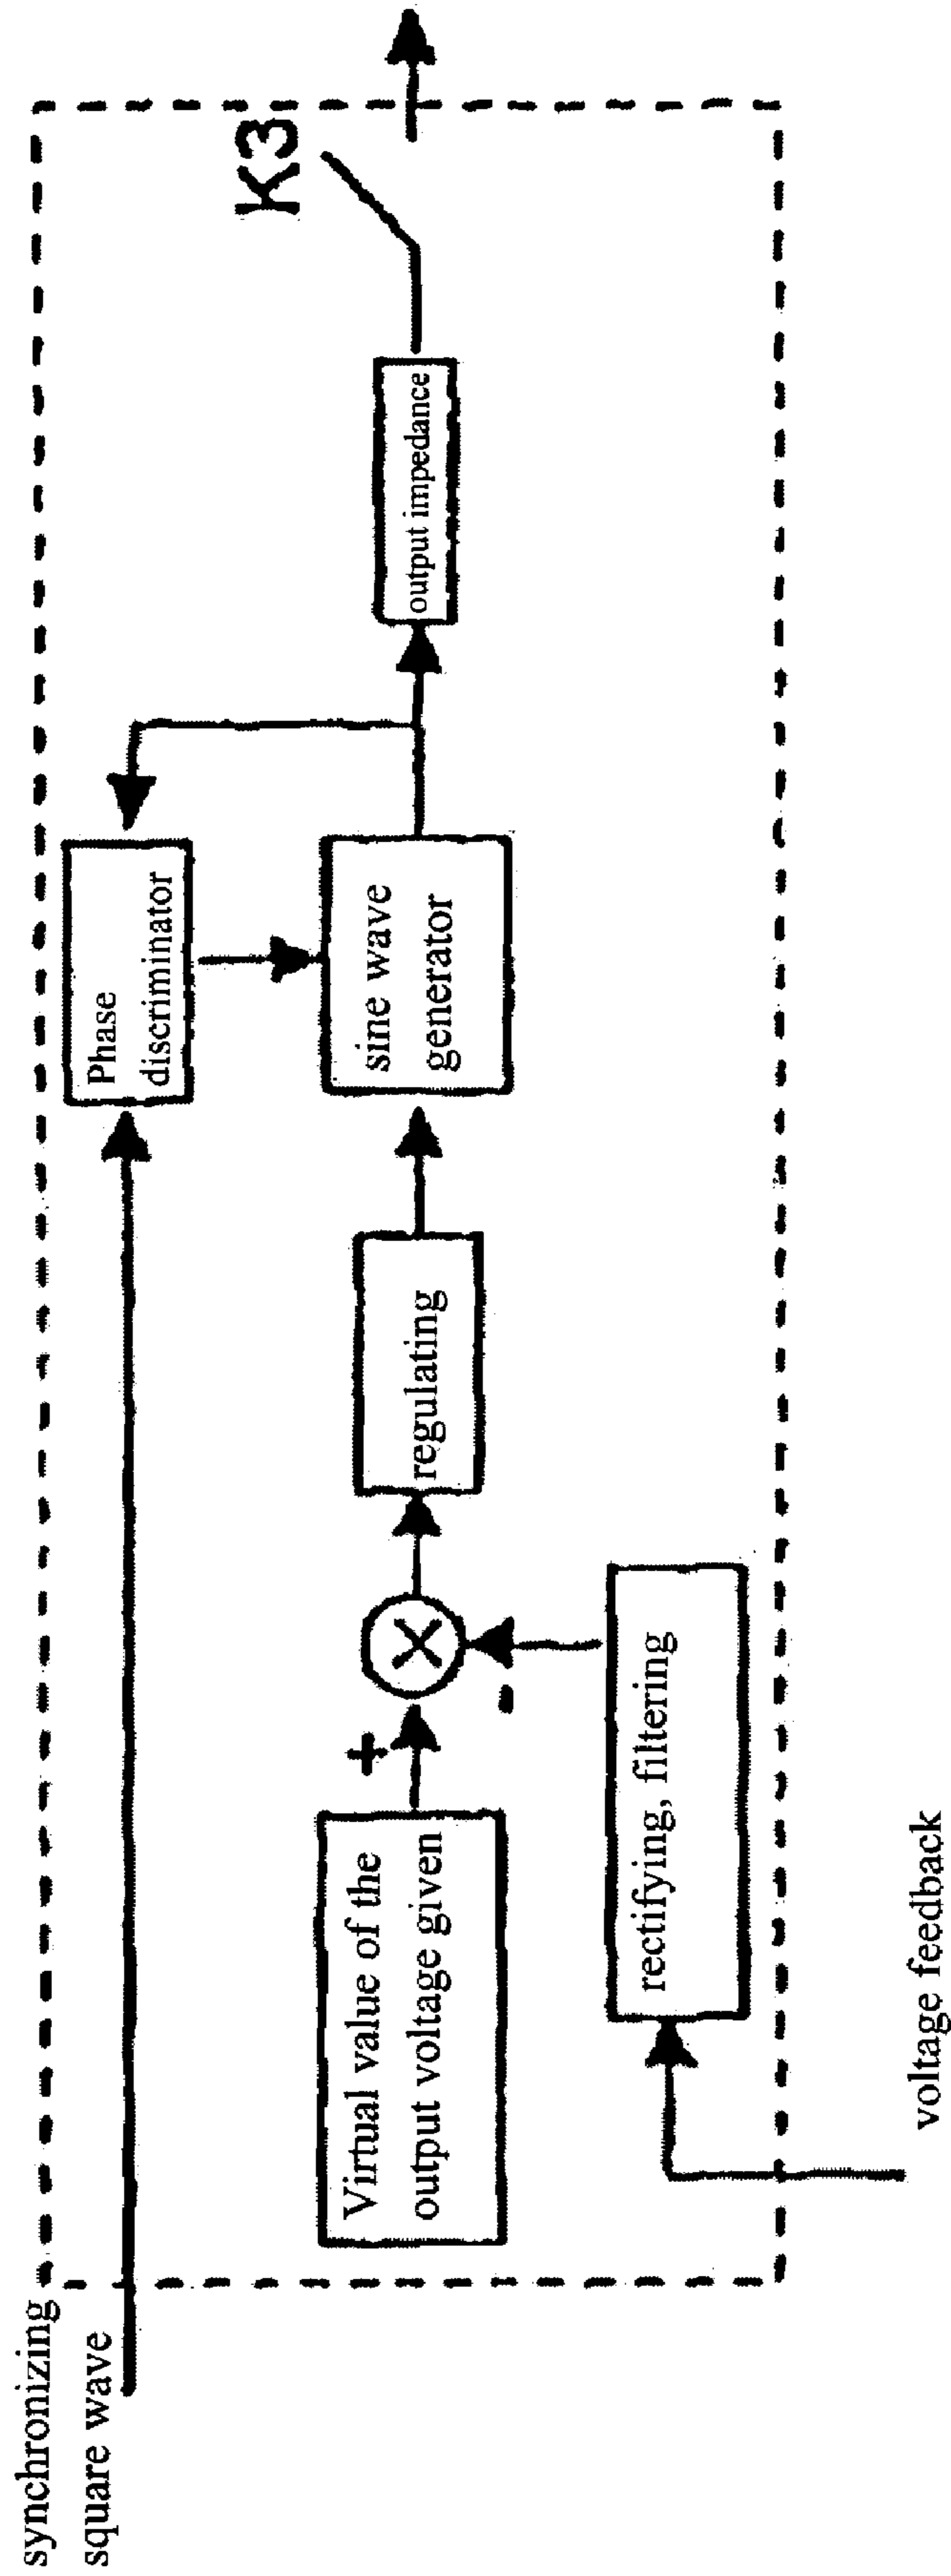 synchronizing
square wave
Phase
discriminator
K3
Virtual value of the
output voltage given
+
-
regulating
sine wave
generator
output impedance
rectifying, filtering
voltage feedback